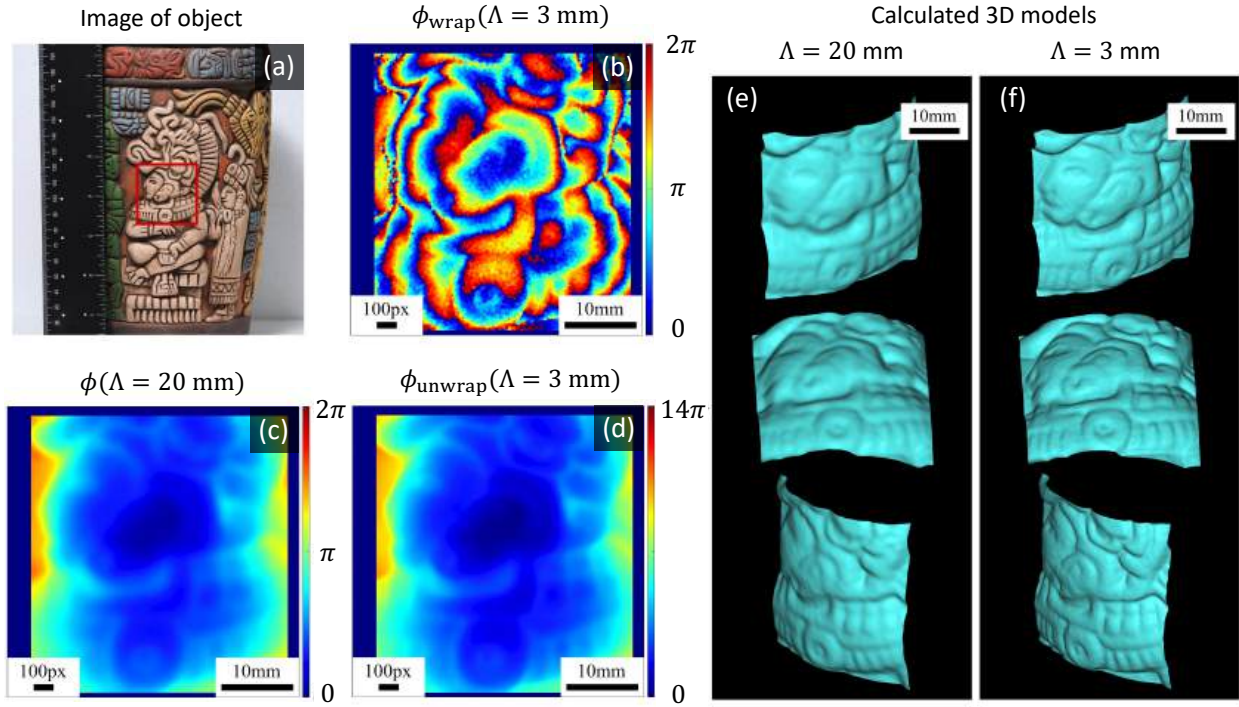 Image of object
ϕwrap(Λ = 3 mm)
Calculated 3D models
Λ = 20 mm
Λ = 3 mm
(a)
(b)
2π
π
0
100px
10mm
(e)
10mm
(f)
10mm
ϕ(Λ = 20 mm)
ϕunwrap(Λ = 3 mm)
(c)
2π
π
0
100px
10mm
(d)
14π
0
100px
10mm